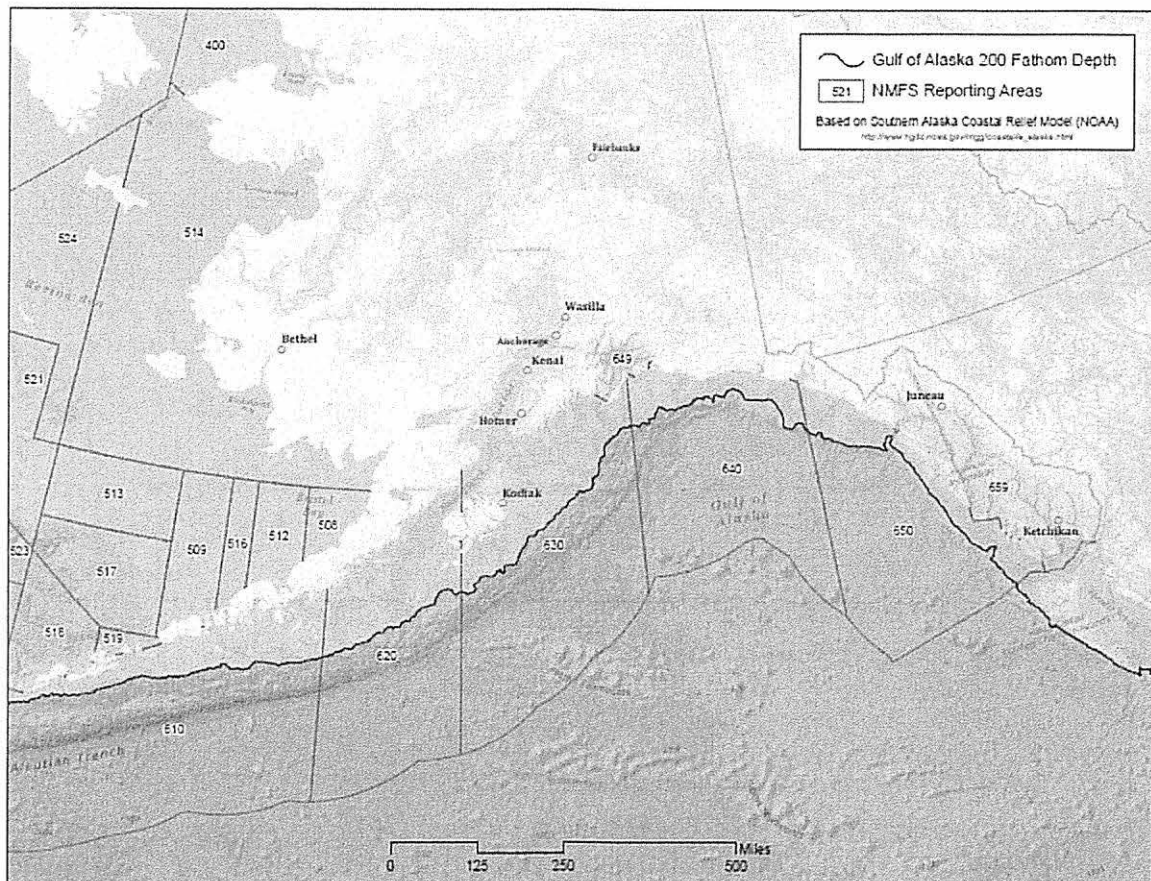 400
Gulf of Alaska 200 Fathom Depth
521 NMFS Reporting Areas
Based on Southern Alaska Coastal Relief Model (NOAA)
Fairbanks
524
514
Wasilla
Bethel
Anchorage
Kenai
649
521
Juneau
Homer
640
513
Kodiak
Gulf of
Alaska
659
508
509
516
512
630
650
Ketchikan
523
517
518
519
620
610
Aleutian Trench
Miles
0
125
250
500